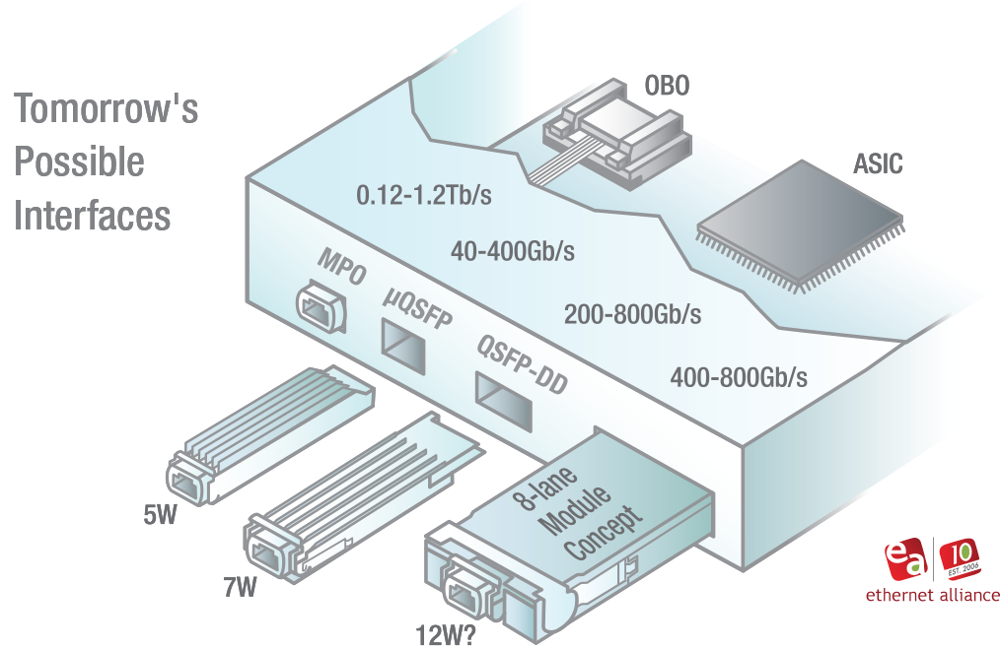 Tomorrow's
Possible
Interfaces
OBO
ASIC
0.12-1.2Tb/s
40-400Gb/s
200-800Gb/s
400-800Gb/s
MPO
µQSFP
QSFP-DD
8-lane
Module
Concept
5W
7W
12W?
ea
10
EST. 2006
ethernet alliance